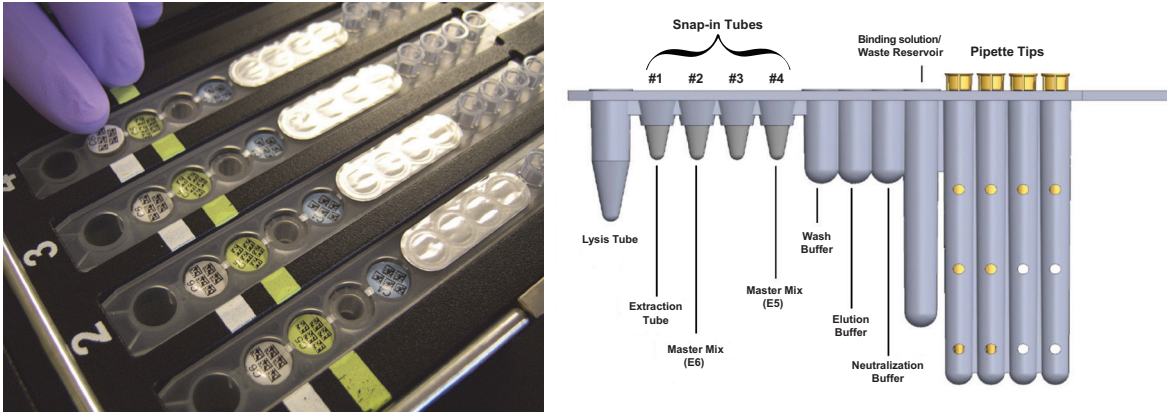 4
3
2
Snap-in Tubes
#1
#2
#3
#4
Binding solution/
Waste Reservoir
Pipette Tips
Lysis Tube
Extraction
Tube
Master Mix
(E6)
Master Mix
(E5)
Wash
Buffer
Elution
Buffer
Neutralization
Buffer